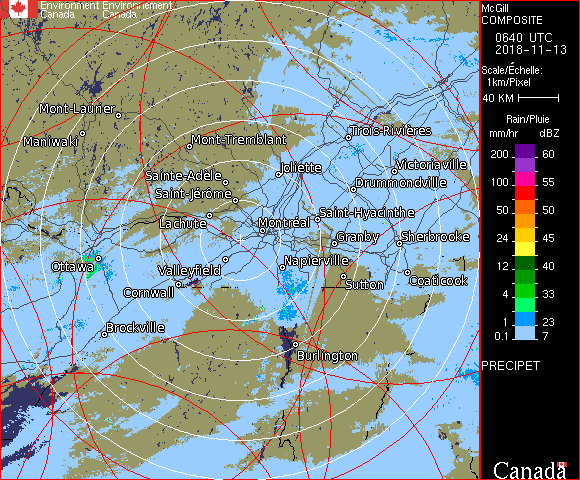 Environment Environnement
Canada Canada
McGill
COMPOSITE
0640 UTC
2018-11-13
Scale/Échelle:
1km/Pixel
40 KM
Rain/Pluie
mm/hr dBZ
200 60
100 55
50 50
24 45
12 40
4 33
1 23
0.1 7
PRECIPET
Canada
Mont-Laurier
Maniwaki
Mont-Tremblant
Trois-Rivières
Sainte-Adèle
Joliette
Victoriaville
Saint-Jérôme
Drummondville
Lachute
Montréal
Saint-Hyacinthe
Granby
Sherbrooke
Ottawa
Valleyfield
Napierville
Cornwall
Sutton
Coaticook
Brockville
Burlington